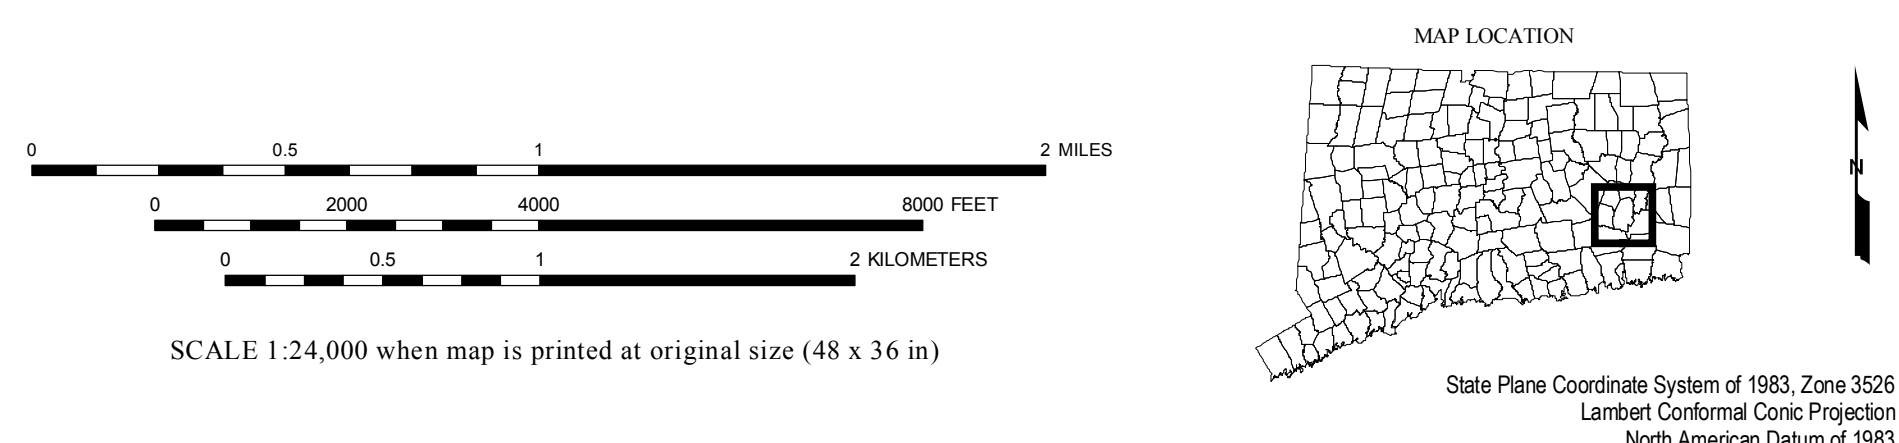 MAP LOCATION
0 0.5 1 2 MILES
0 2000 4000 8000 FEET
0 0.5 1 2 KILOMETERS
SCALE 1:24,000 when map is printed at original size (48 x 36 in)
N
State Plane Coordinate System of 1983, Zone 3526
Lambert Conformal Conic Projection
North American Datum of 1983